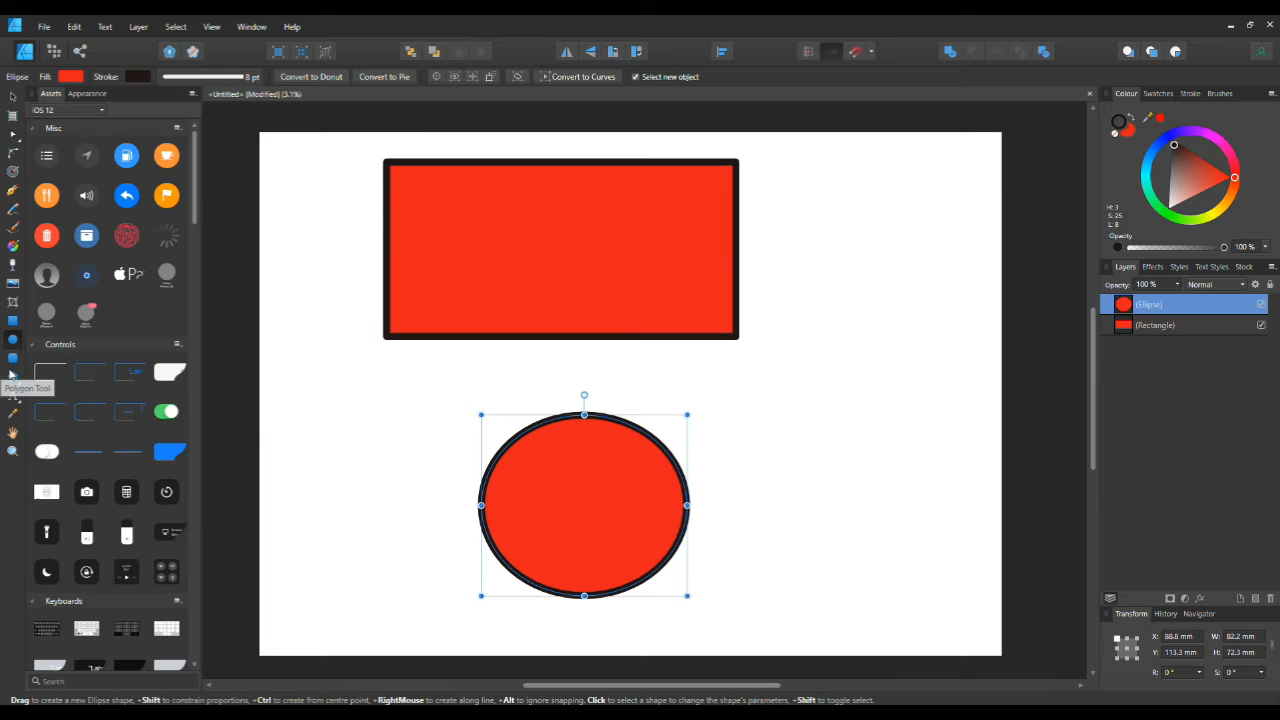 File Edit Text Layer Select View Window Help
Ellipse Fill: Stroke: 8 pt Convert to Donut Convert to Pie Convert to Curves Select new object
Assets Appearance
<Untitled> [Modified] (3.1%)
Colour Swatches Stroke Brushes
iOS 12
Misc
H: 3
S: 25
L: 8
Opacity
100 %
Layers Effects Styles Text Styles Stock
Opacity: 100 % Normal
(Ellipse)
(Rectangle)
Controls
Polygon Tool
Keyboards
Transform History Navigator
X: 88.8 mm W: 82.2 mm
Y: 113.3 mm H: 72.3 mm
R: 0 ° S: 0 °
Search
Drag to create a new Ellipse shape, +Shift to constrain proportions, +Ctrl to create from centre point, +RightMouse to create along line, +Alt to ignore snapping. Click to select a shape to change the shape's parameters, +Shift to toggle select.